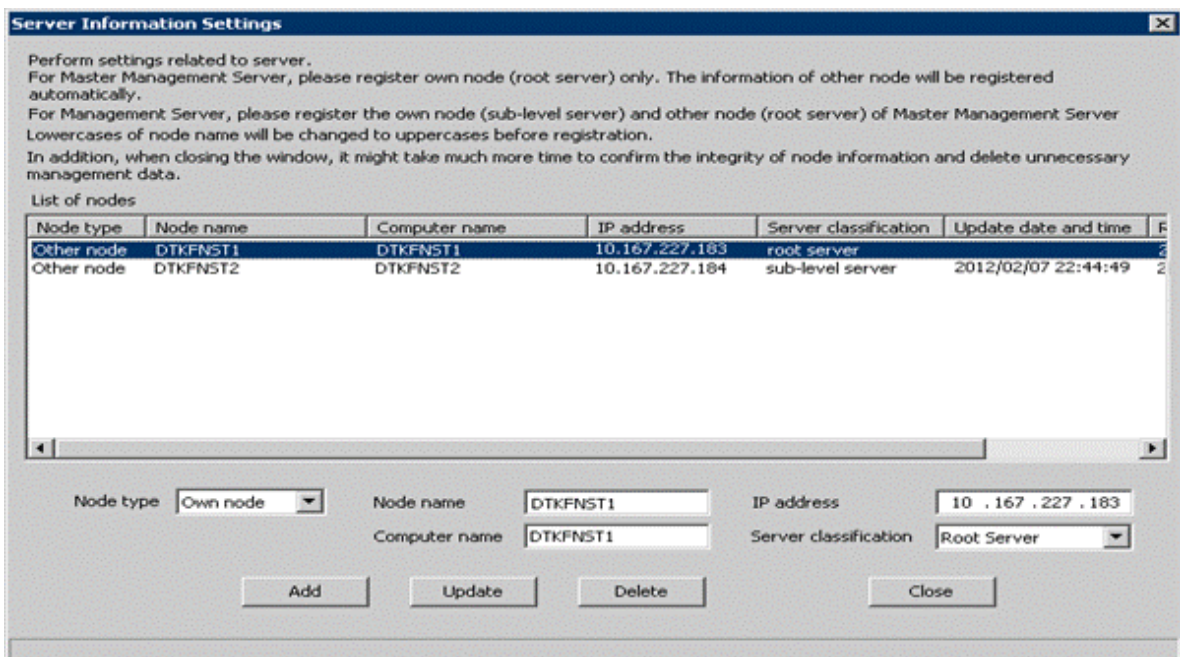 Server Information Settings
Perform settings related to server.
For Master Management Server, please register own node (root server) only. The information of other node will be registered
automatically.
For Management Server, please register the own node (sub-level server) and other node (root server) of Master Management Server
Lowercases of node name will be changed to uppercases before registration.
In addition, when closing the window, it might take much more time to confirm the integrity of node information and delete unnecessary
management data.
List of nodes
Node type Node name Computer name IP address Server classification Update date and time
Other node DTKFNST1 DTKFNST1 10.167.227.183 root server
Other node DTKFNST2 DTKFNST2 10.167.227.184 sub-level server 2012/02/07 22:44:49 2
Node type Own node Node name DTKFNST1 IP address 10 .167 .227 .183
Computer name DTKFNST1 Server classification Root Server
Add Update Delete Close